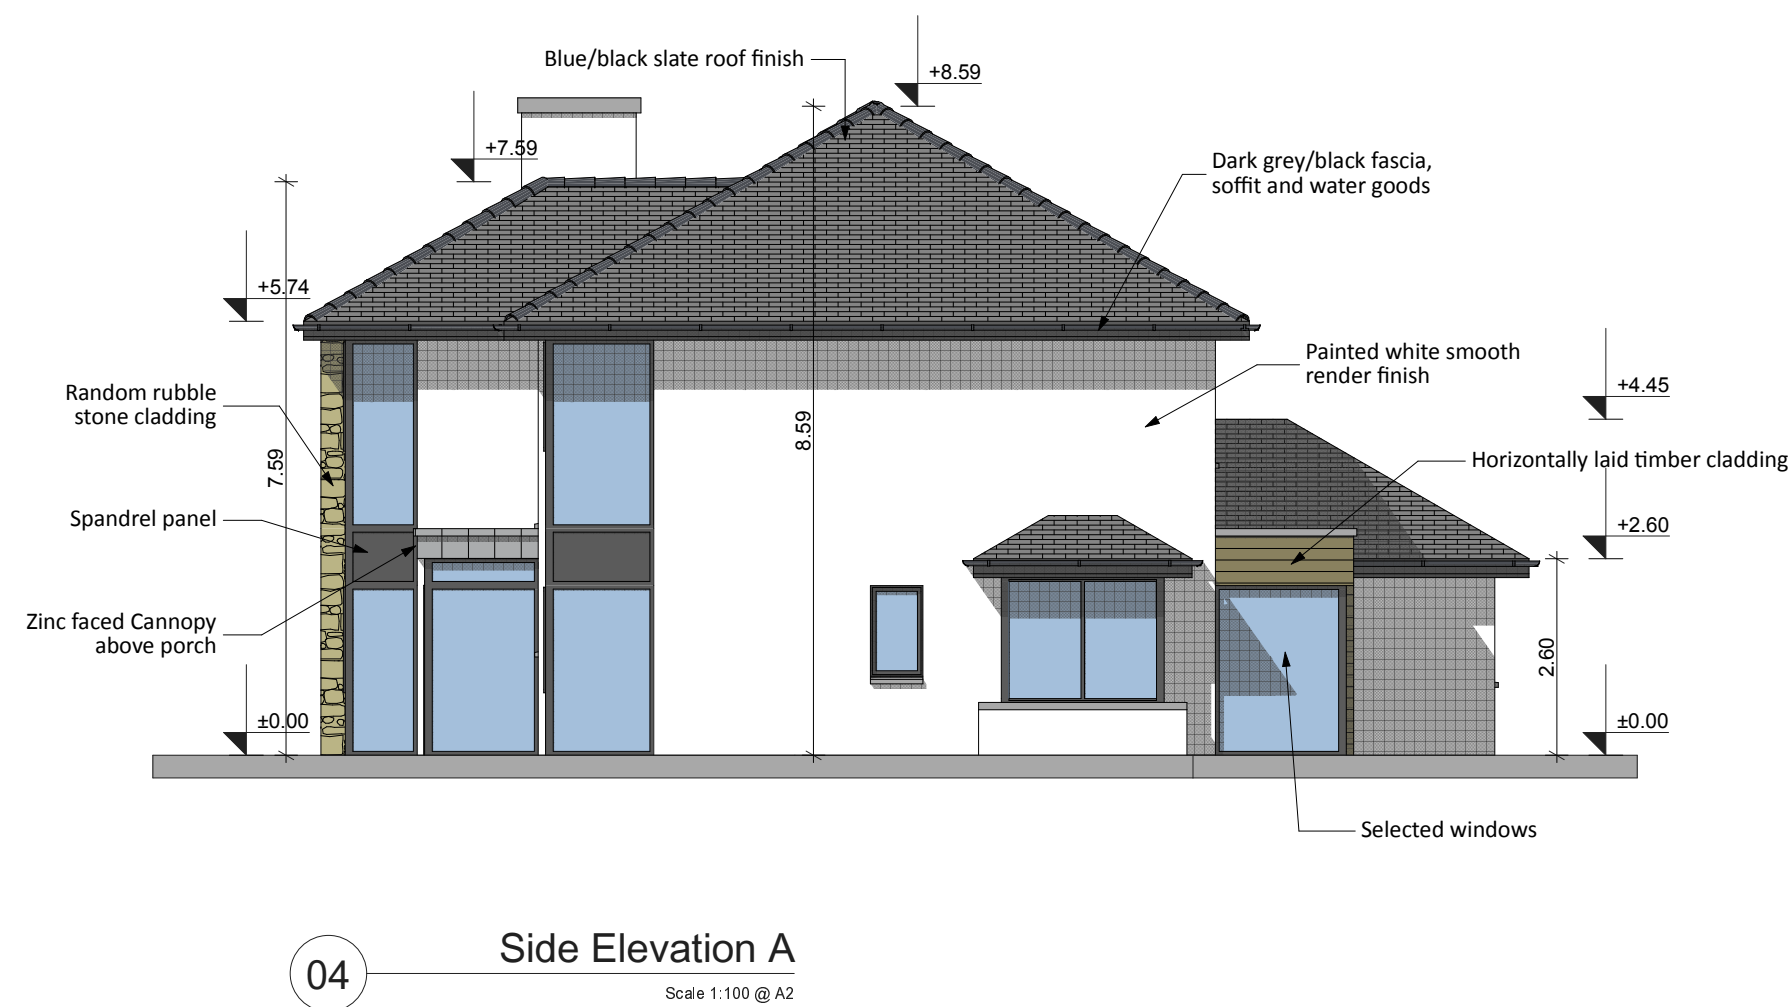 Blue/black slate roof finish
+8.59
+7.59
Dark grey/black fascia,
soffit and water goods
+5.74
Painted white smooth
render finish
+4.45
Random rubble
stone cladding
8.59
7.59
Horizontally laid timber cladding
Spandrel panel
+2.60
Zinc faced Cannopy
above porch
2.60
±0.00
±0.00
Selected windows
04
Side Elevation A
Scale 1:100 @ A2